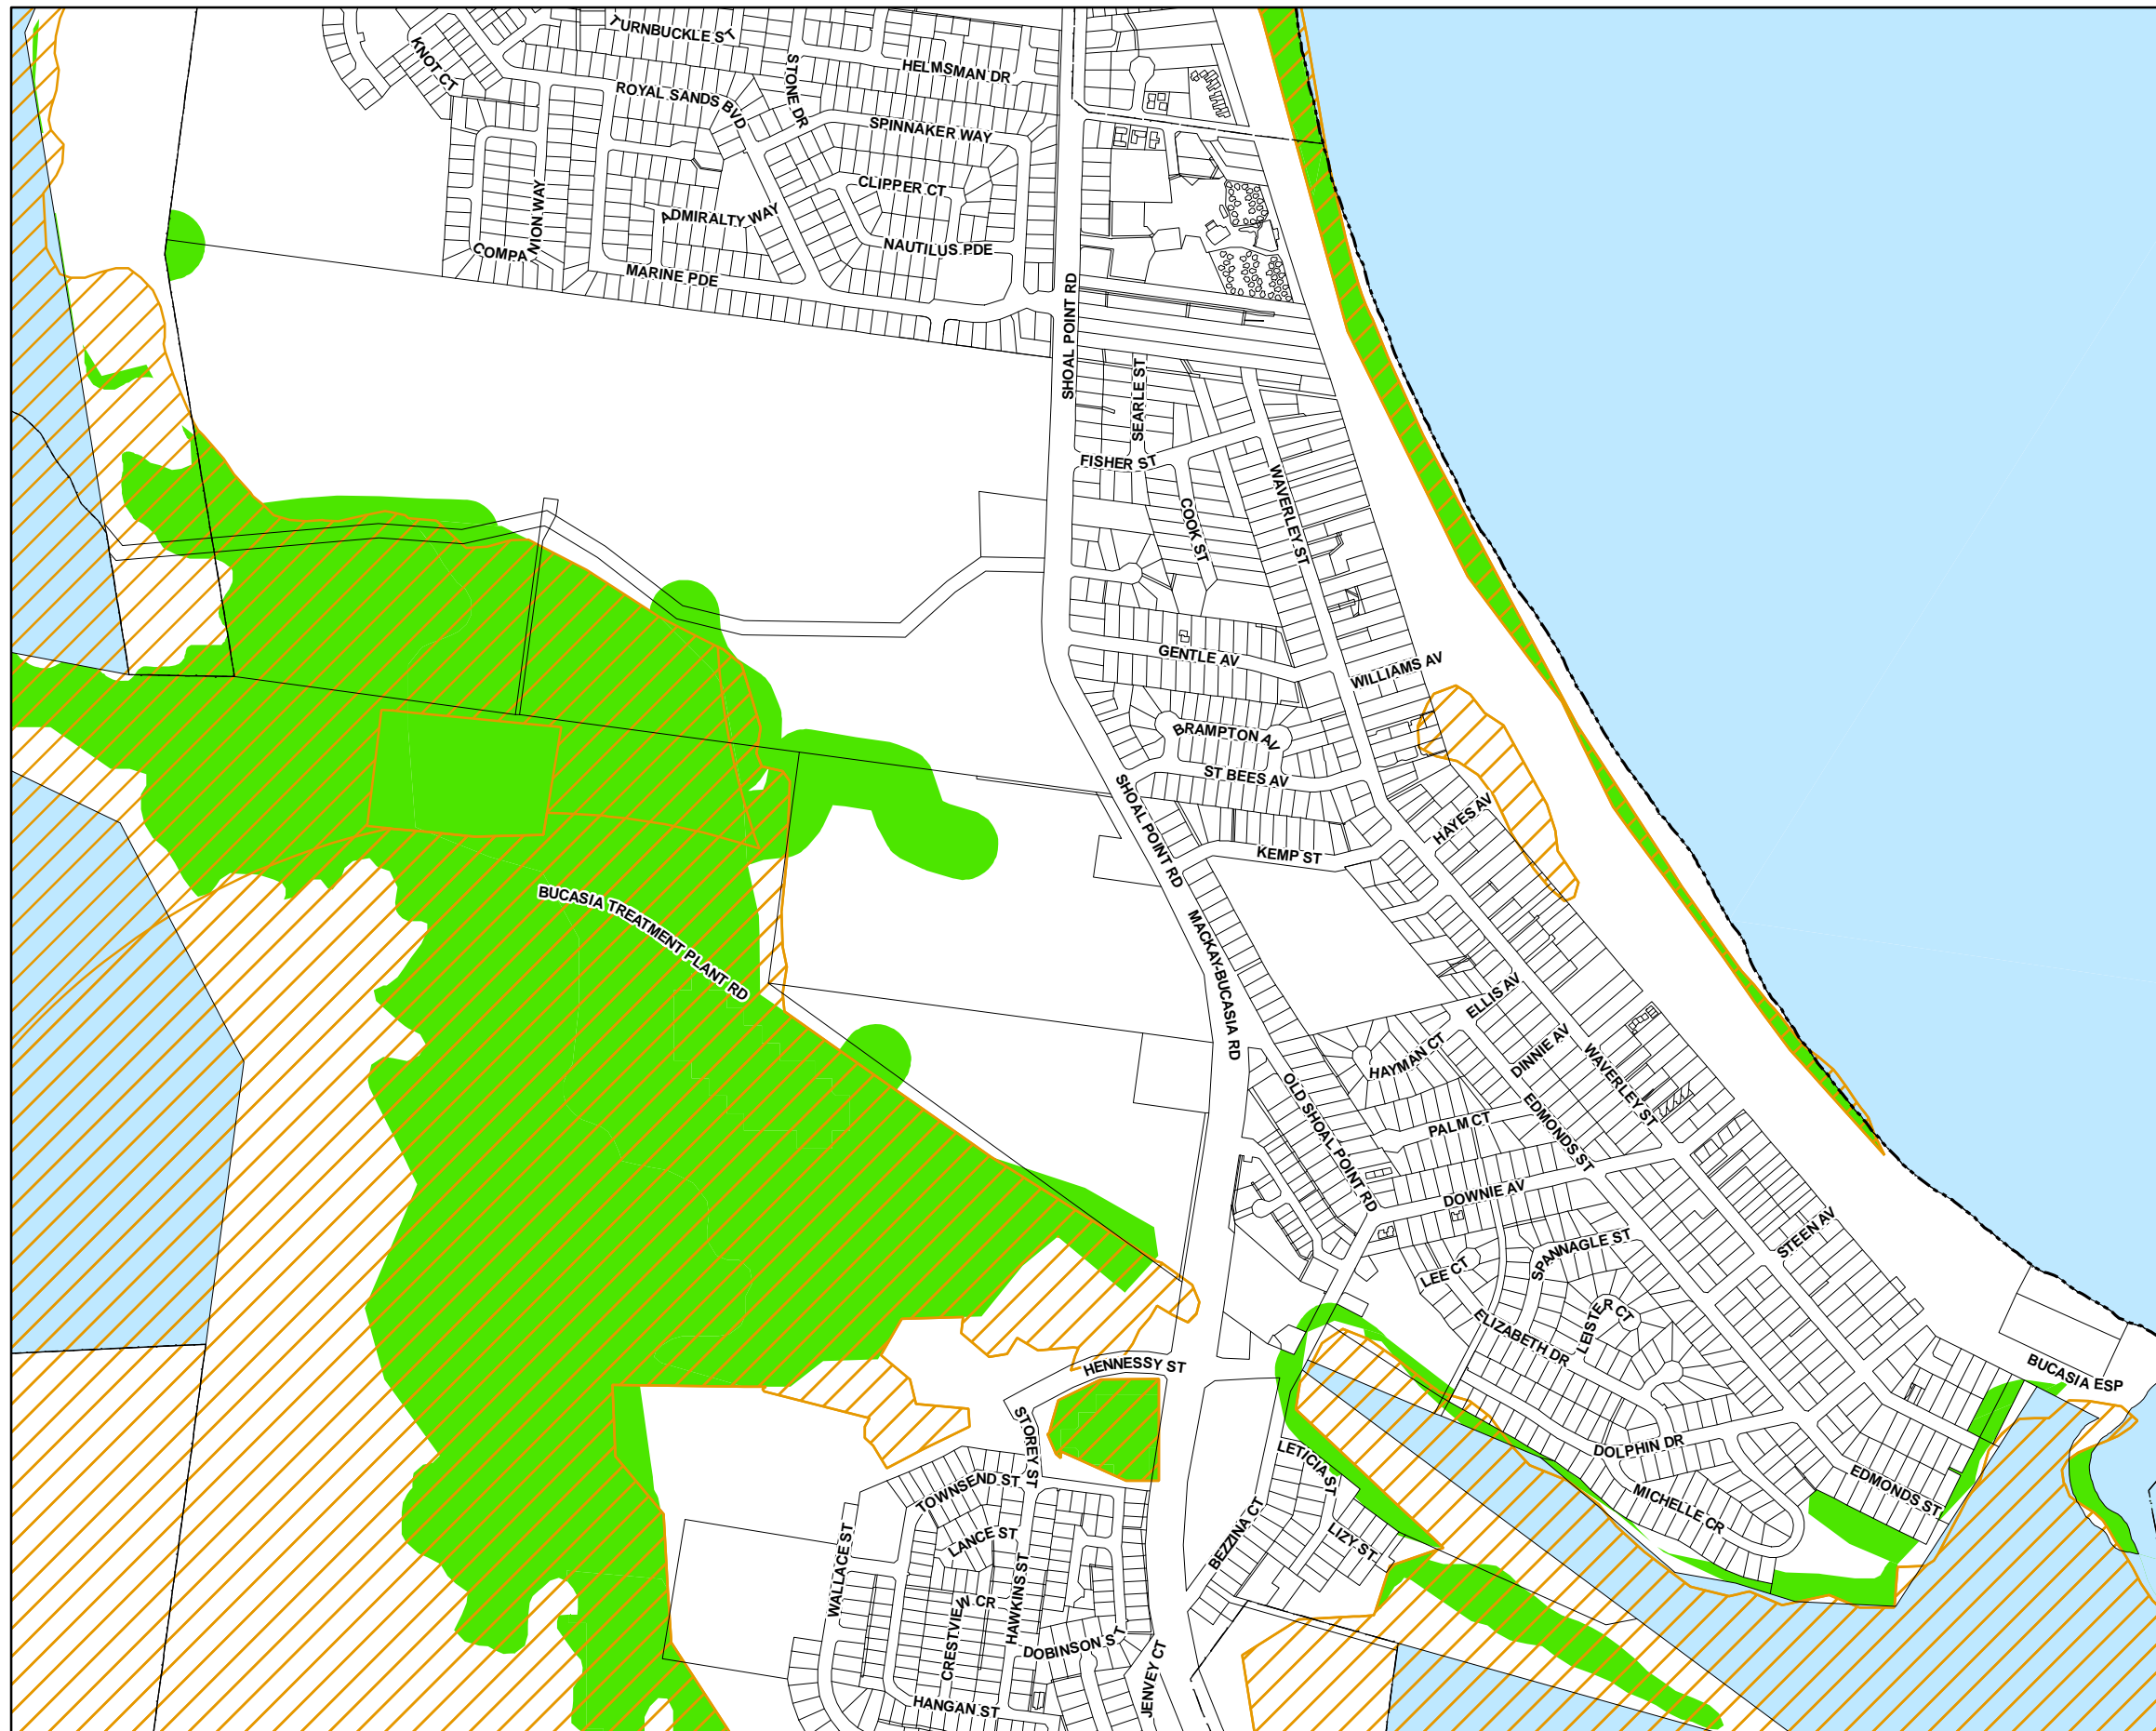 TURNBUCKLE ST
KNOT CT
STONE DR
HELMSMAN DR
ROYAL SANDS BVD
SPINNAKER WAY
CLIPPER CT
ADMIRALTY WAY
COMPANION WAY
NAUTILUS PDE
MARINE PDE
SHOAL POINT RD
SEARLE ST
FISHER ST
WAVERLEY ST
COOK ST
GENTLE AV
WILLIAMS AV
BRAMPTON AV
ST BEES AV
SHOAL POINT RD
HAYES AV
KEMP ST
BUCASIA TREATMENT PLANT RD
MACKAY-BUCASIA RD
ELLIS AV
HAYMAN CT
DINNIE AV
WAVERLEY ST
OLD SHOAL POINT RD
EDMONDS ST
PALM CT
DOWNIE AV
STEEN AV
SPANNAGLE ST
LEE CT
LEISTER CT
ELIZABETH DR
HENNESSY ST
BUCASIA ESP
STOREY ST
DOLPHIN DR
LETICIA ST
TOWNSEND ST
EDMONDS ST
MICHELLE CR
BEZZINA CT
LANCE ST
LIZY ST
WALLACE ST
HAWKINS ST
CRESTVIEW CR
DOBINSON ST
JENVEY CT
HANGAN ST